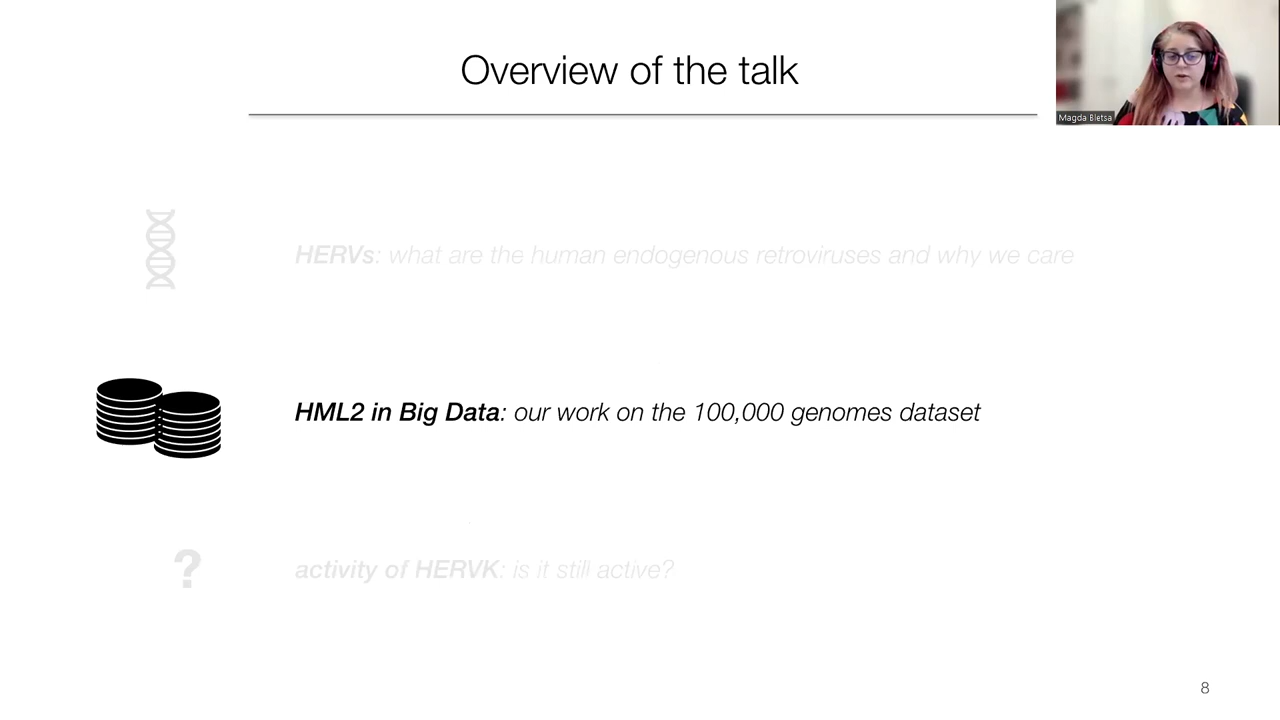 Overview of the talk
Magda Bletsa
HERVs: what are the human endogenous retroviruses and why we care
HML2 in Big Data: our work on the 100,000 genomes dataset
?
activity of HERVK: is it still active?
8